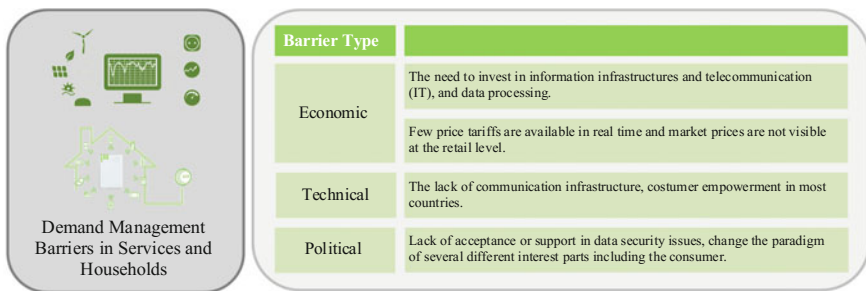 Demand Management
Barriers in Services and
Households
Barrier Type
Economic
The need to invest in information infrastructures and telecommunication
(IT), and data processing.
Few price tariffs are available in real time and market prices are not visible
at the retail level.
Technical
The lack of communication infrastructure, costumer empowerment in most
countries.
Political
Lack of acceptance or support in data security issues, change the paradigm
of several different interest parts including the consumer.